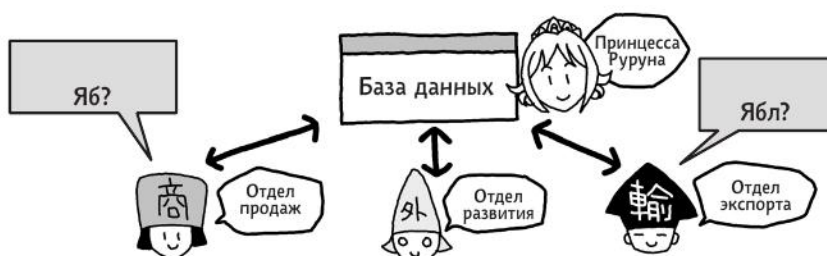 Яб?
База данных
Принцесса
Руруна
Ябл?
商
Отдел
продаж
外
Отдел
развития
輸
Отдел
экспорта